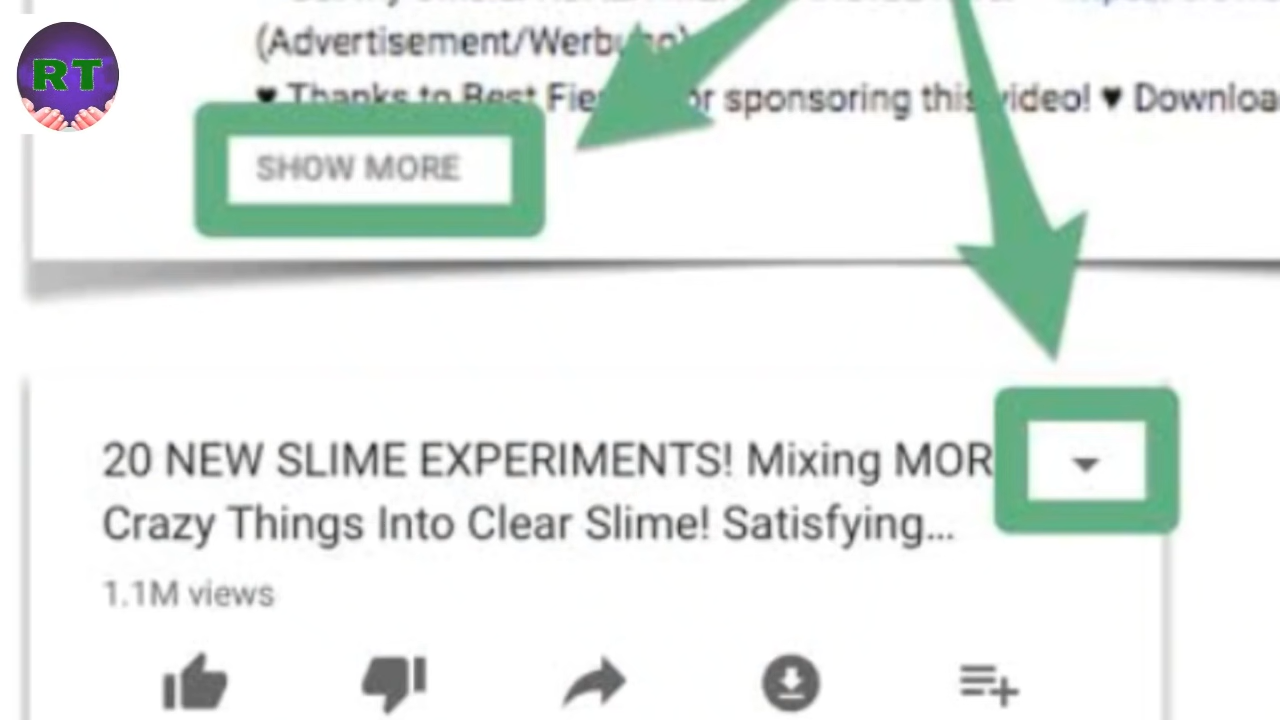 RT
(Advertisement/Werbu
♥ Thanks to Best Fie or sponsoring this video! ♥ Downloa
SHOW MORE
20 NEW SLIME EXPERIMENTS! Mixing MOR
Crazy Things Into Clear Slime! Satisfying...
1.1M views